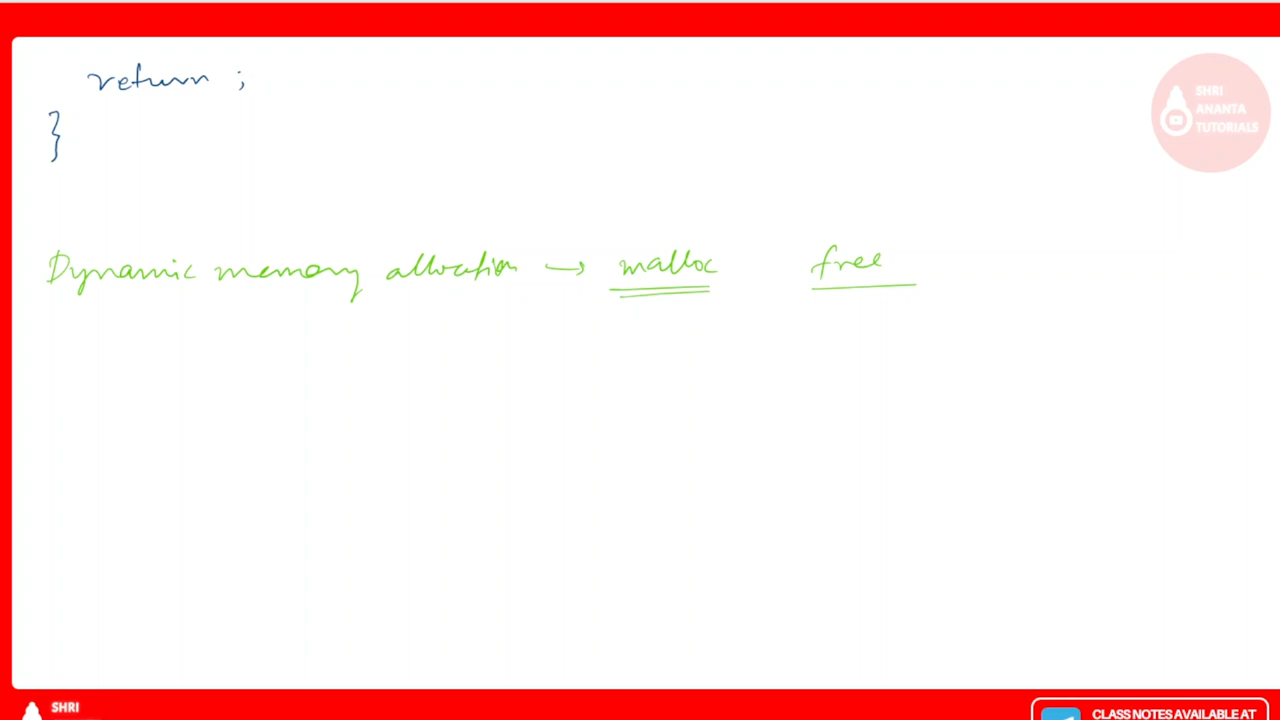 return ;
}
SHRI
ANANTA
TUTORIALS
Dynamic memory allocation → malloc free
SHRI
CLASS NOTES AVAILABLE AT